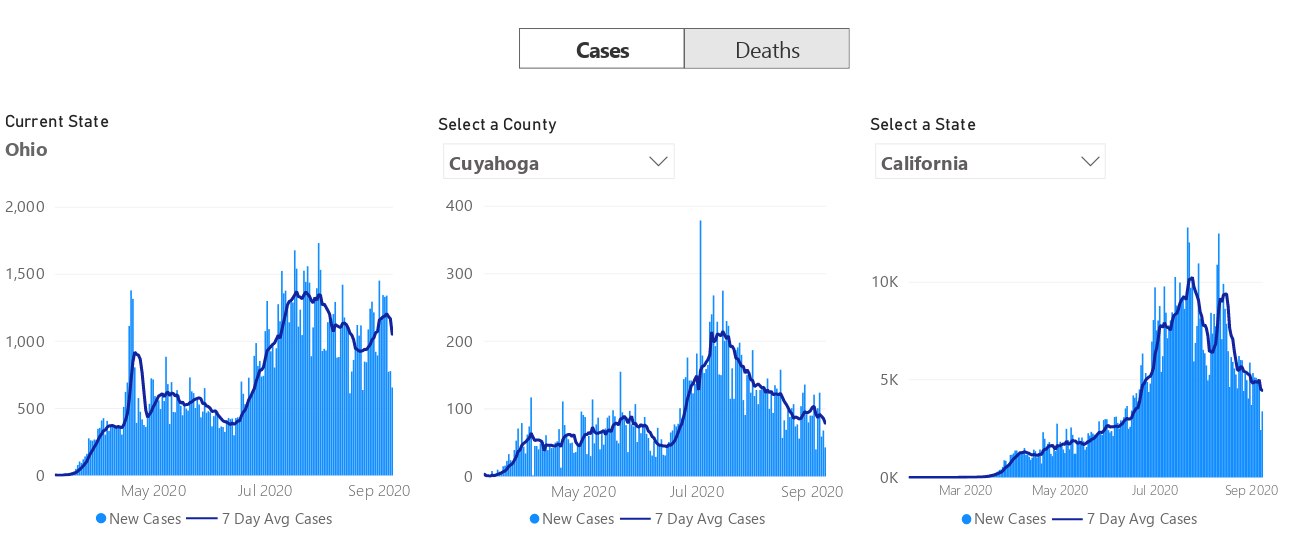 Cases Deaths
Current State
Ohio
2,000
1,500
1,000
500
0
May 2020 Jul 2020 Sep 2020
New Cases 7 Day Avg Cases
Select a County
Cuyahoga
400
300
200
100
0
May 2020 Jul 2020 Sep 2020
New Cases 7 Day Avg Cases
Select a State
California
10K
5K
0K
Mar 2020 May 2020 Jul 2020 Sep 2020
New Cases 7 Day Avg Cases